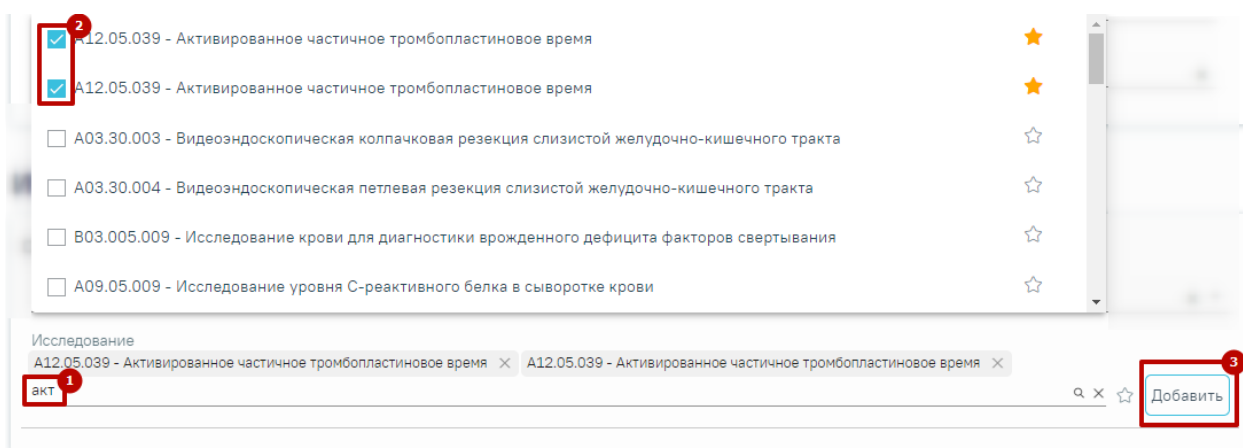 2
A12.05.039 - Активированное частичное тромбопластиновое время
A12.05.039 - Активированное частичное тромбопластиновое время
A03.30.003 - Видеоэндоскопическая колпачковая резекция слизистой желудочно-кишечного тракта
A03.30.004 - Видеоэндоскопическая петлевая резекция слизистой желудочно-кишечного тракта
B03.005.009 - Исследование крови для диагностики врожденного дефицита факторов свертывания
A09.05.009 - Исследование уровня С-реактивного белка в сыворотке крови
Исследование
A12.05.039 - Активированное частичное тромбопластиновое время A12.05.039 - Активированное частичное тромбопластиновое время
акт 1
3
Добавить